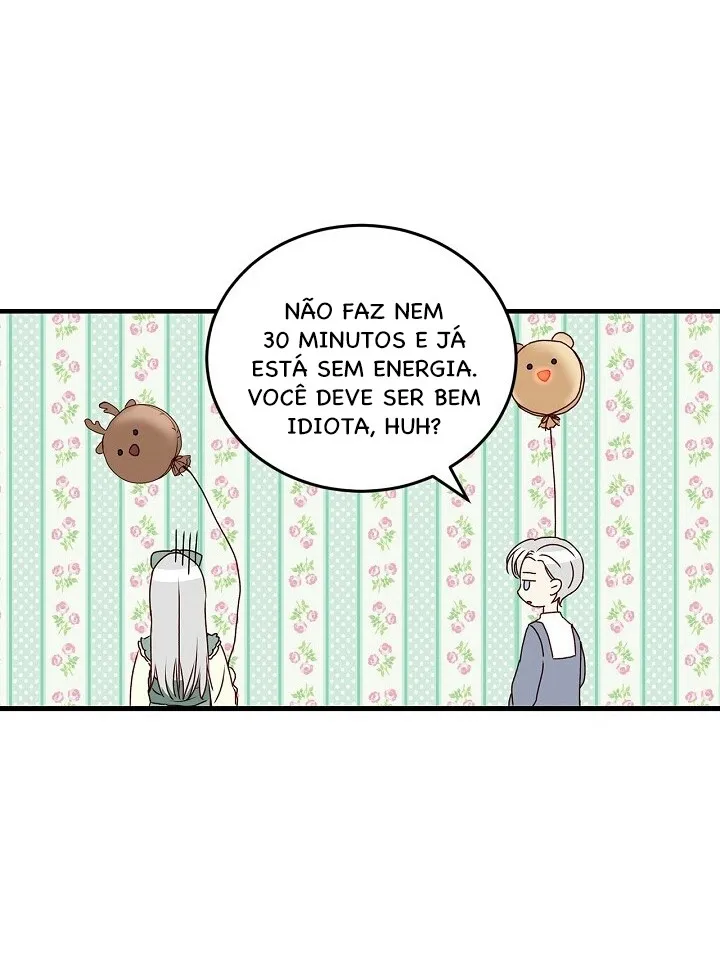 NÃO FAZ NEM
30 MINUTOS E JÁ
ESTÁ SEM ENERGIA.
VOCÊ DEVE SER BEM
IDIOTA, HUH?